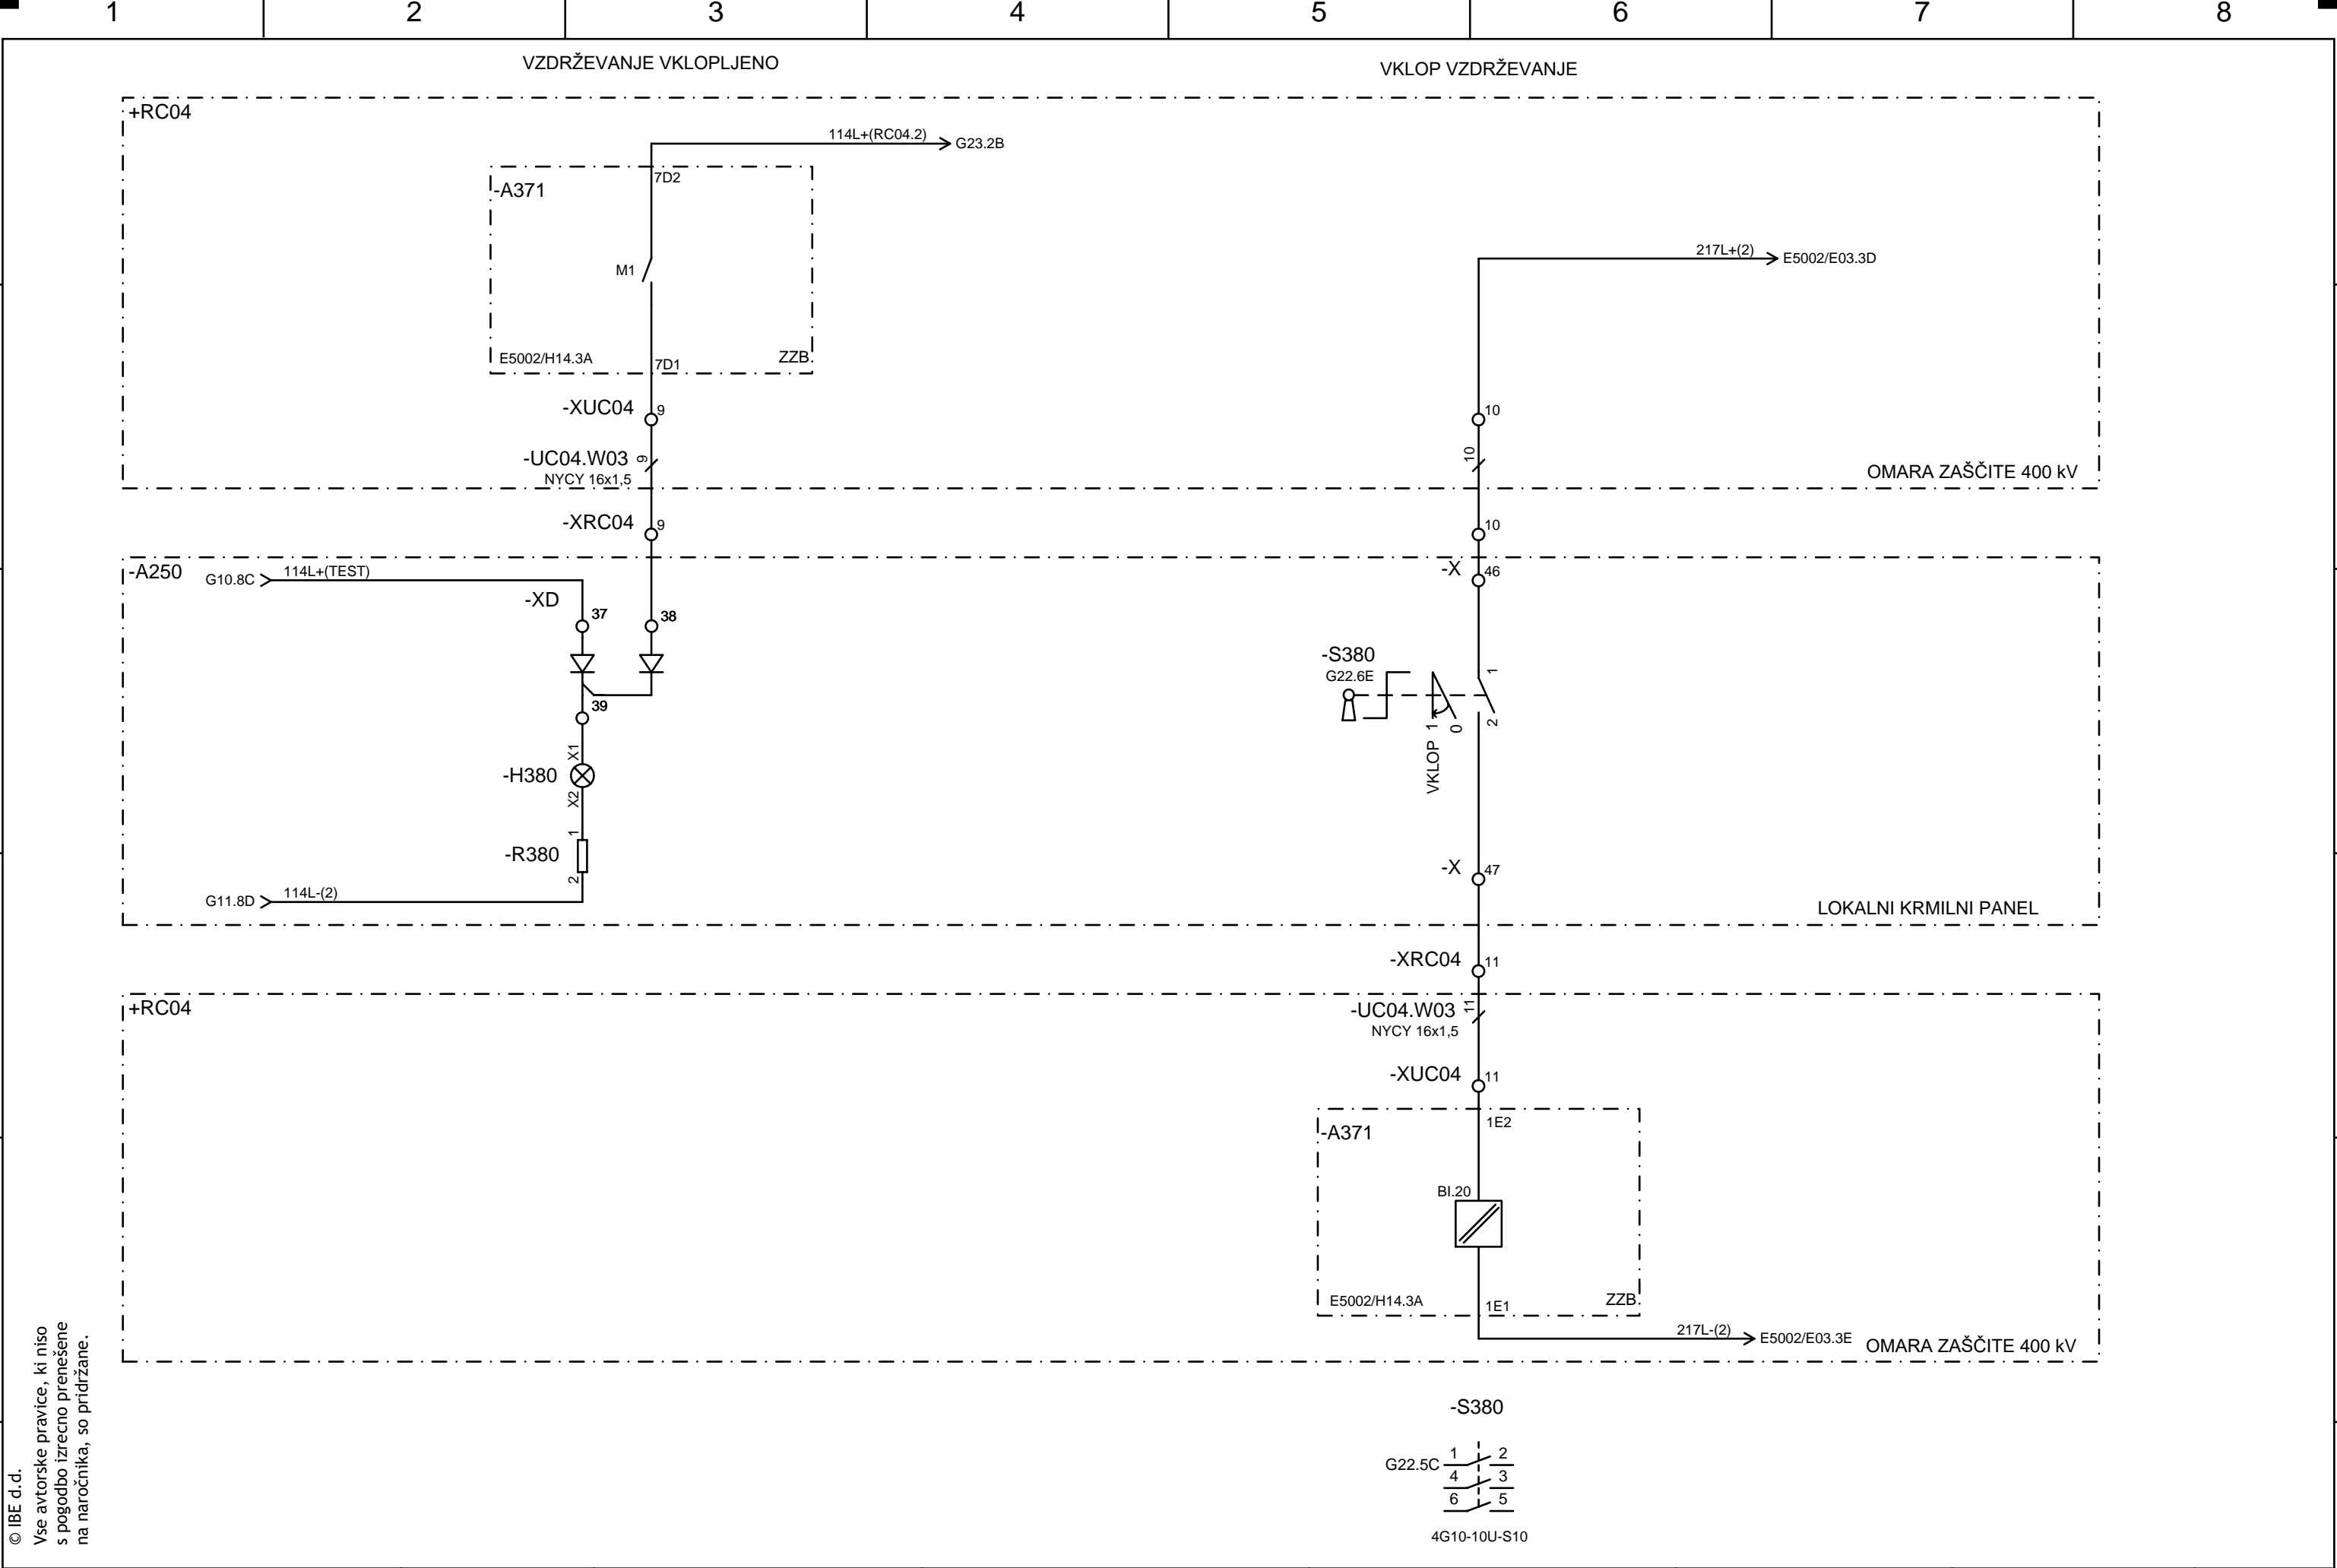 1 2 3 4 5 6 7 8
VZDRŽEVANJE VKLOPLJENO
VKLOP VZDRŽEVANJE
+RC04
114L+(RC04.2)
G23.2B
7D2
-A371
M1
E5002/H14.3A
7D1
ZZB
217L+(2)
E5002/E03.3D
-XUC04
9
10
-UC04.W03
9
NYCY 16x1,5
10
OMARA ZAŠČITE 400 kV
-XRC04
9
10
-A250
G10.8C
114L+(TEST)
-X
46
-XD
37
38
-S380
G22.6E
1
2
VKLOP 1
0
39
X1
-H380
X2
1
-R380
2
G11.8D
114L-(2)
-X
47
LOKALNI KRMILNI PANEL
-XRC04
11
+RC04
-UC04.W03
11
NYCY 16x1,5
-XUC04
11
1E2
-A371
BI.20
E5002/H14.3A
1E1
ZZB
217L-(2)
E5002/E03.3E
OMARA ZAŠČITE 400 kV
-S380
G22.5C
1 2
4 3
6 5
4G10-10U-S10
© IBE d.d.
Vse avtorske pravice, ki niso
s pogodbo izrecno prenešene
na naročnika, so pridržane.